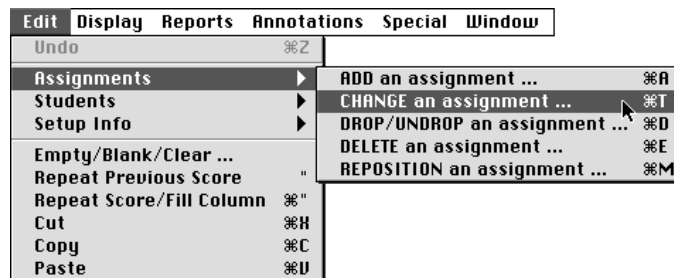 Edit Display Reports Annotations Special Window
Undo ⌘Z
Assignments
Students
Setup Info
Empty/Blank/Clear ...
Repeat Previous Score "
Repeat Score/Fill Column ⌘"
Cut ⌘X
Copy ⌘C
Paste ⌘V
ADD an assignment ... ⌘A
CHANGE an assignment ... ⌘T
DROP/UNDROP an assignment ... ⌘D
DELETE an assignment ... ⌘E
REPOSITION an assignment ... ⌘M